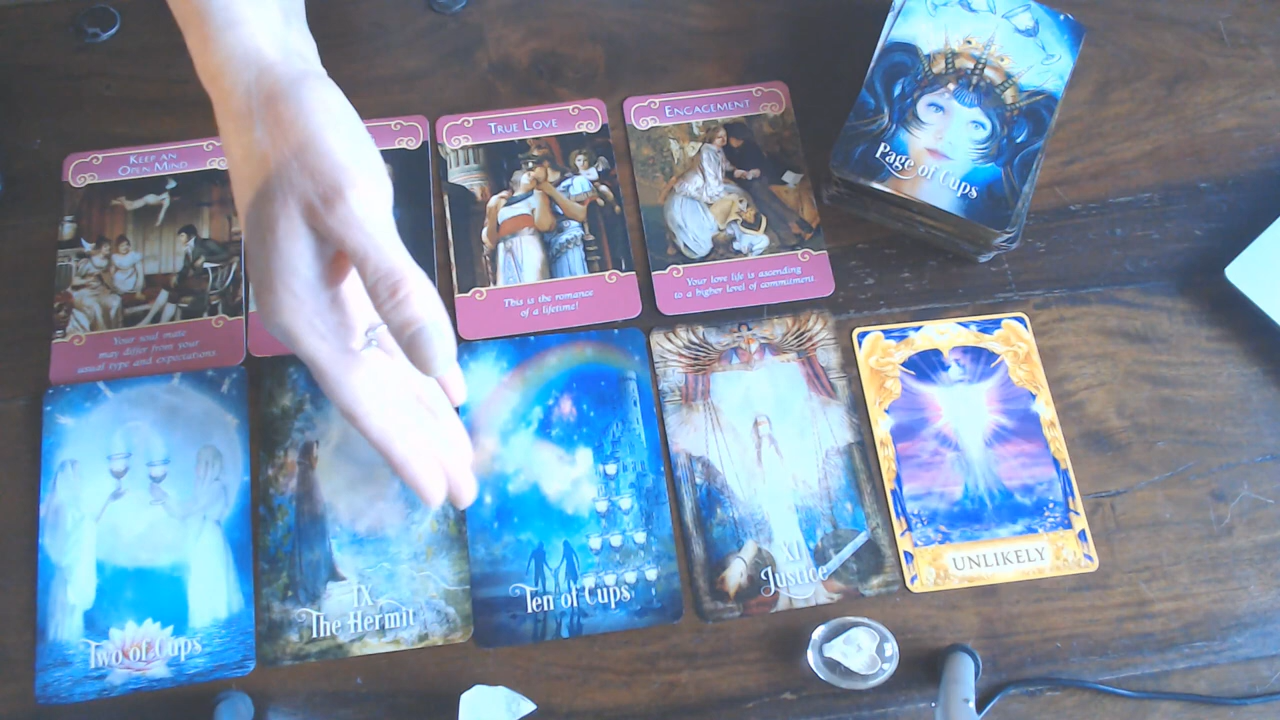 KEEP AN
OPEN MIND
Your soul mate
may differ from your
usual type and expectations
TRUE LOVE
This is the romance
of a lifetime!
ENGAGEMENT
Your love life is ascending
to a higher level of commitment.
Page of Cups
Two of Cups
IX
The Hermit
Ten of Cups
XI
Justice
UNLIKELY